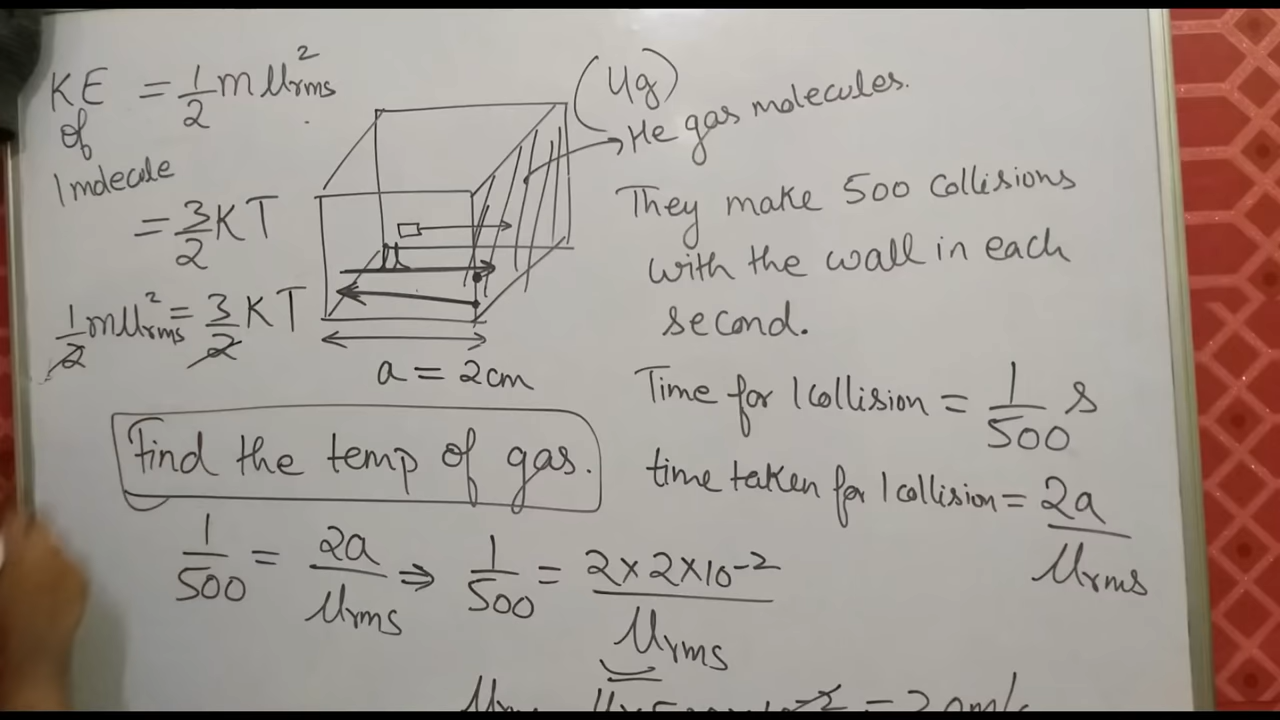 KE = 1/2 m Urms²
of
1 molecule
= 3/2 KT
1/2 m Urms² = 3/2 KT
(4g)
He gas molecules.
They make 500 Collisions
with the wall in each
second.
a = 2cm
Time for 1 Collision = 1/500 s
time taken for 1 collision = 2a/Urms
Find the temp of gas.
1/500 = 2a/Urms ⇒ 1/500 = 2×2×10⁻²/Urms